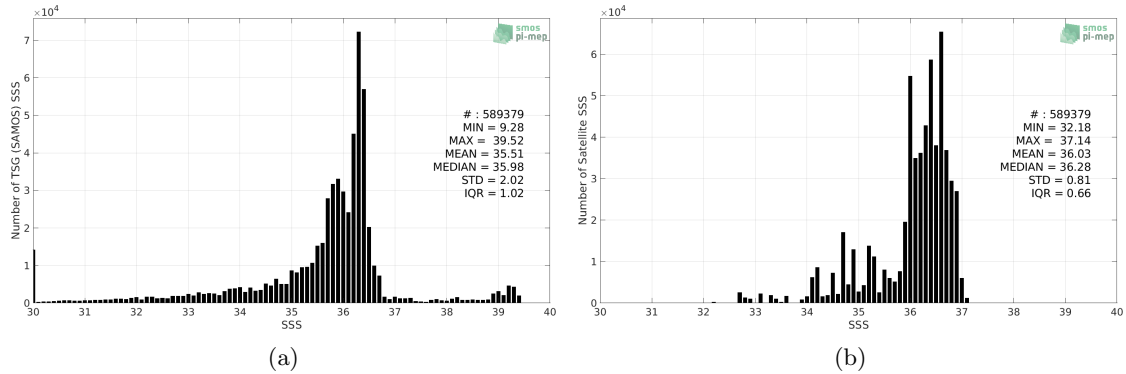 ×10⁴
smos
pi-mep
7
6
5
4
3
2
1
0
Number of TSG (SAMOS) SSS
# : 589379
MIN = 9.28
MAX = 39.52
MEAN = 35.51
MEDIAN = 35.98
STD = 2.02
IQR = 1.02
30 31 32 33 34 35 36 37 38 39 40
SSS
(a)
×10⁴
smos
pi-mep
6
5
4
3
2
1
0
Number of Satellite SSS
# : 589379
MIN = 32.18
MAX = 37.14
MEAN = 36.03
MEDIAN = 36.28
STD = 0.81
IQR = 0.66
30 31 32 33 34 35 36 37 38 39 40
SSS
(b)